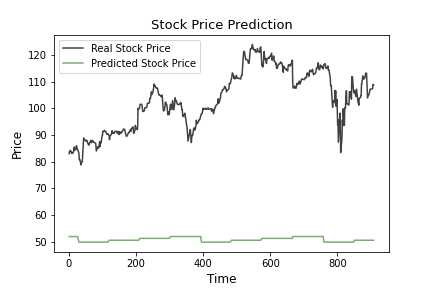 Stock Price Prediction
Real Stock Price
Predicted Stock Price
120
110
100
90
80
70
60
50
Price
0 200 400 600 800
Time